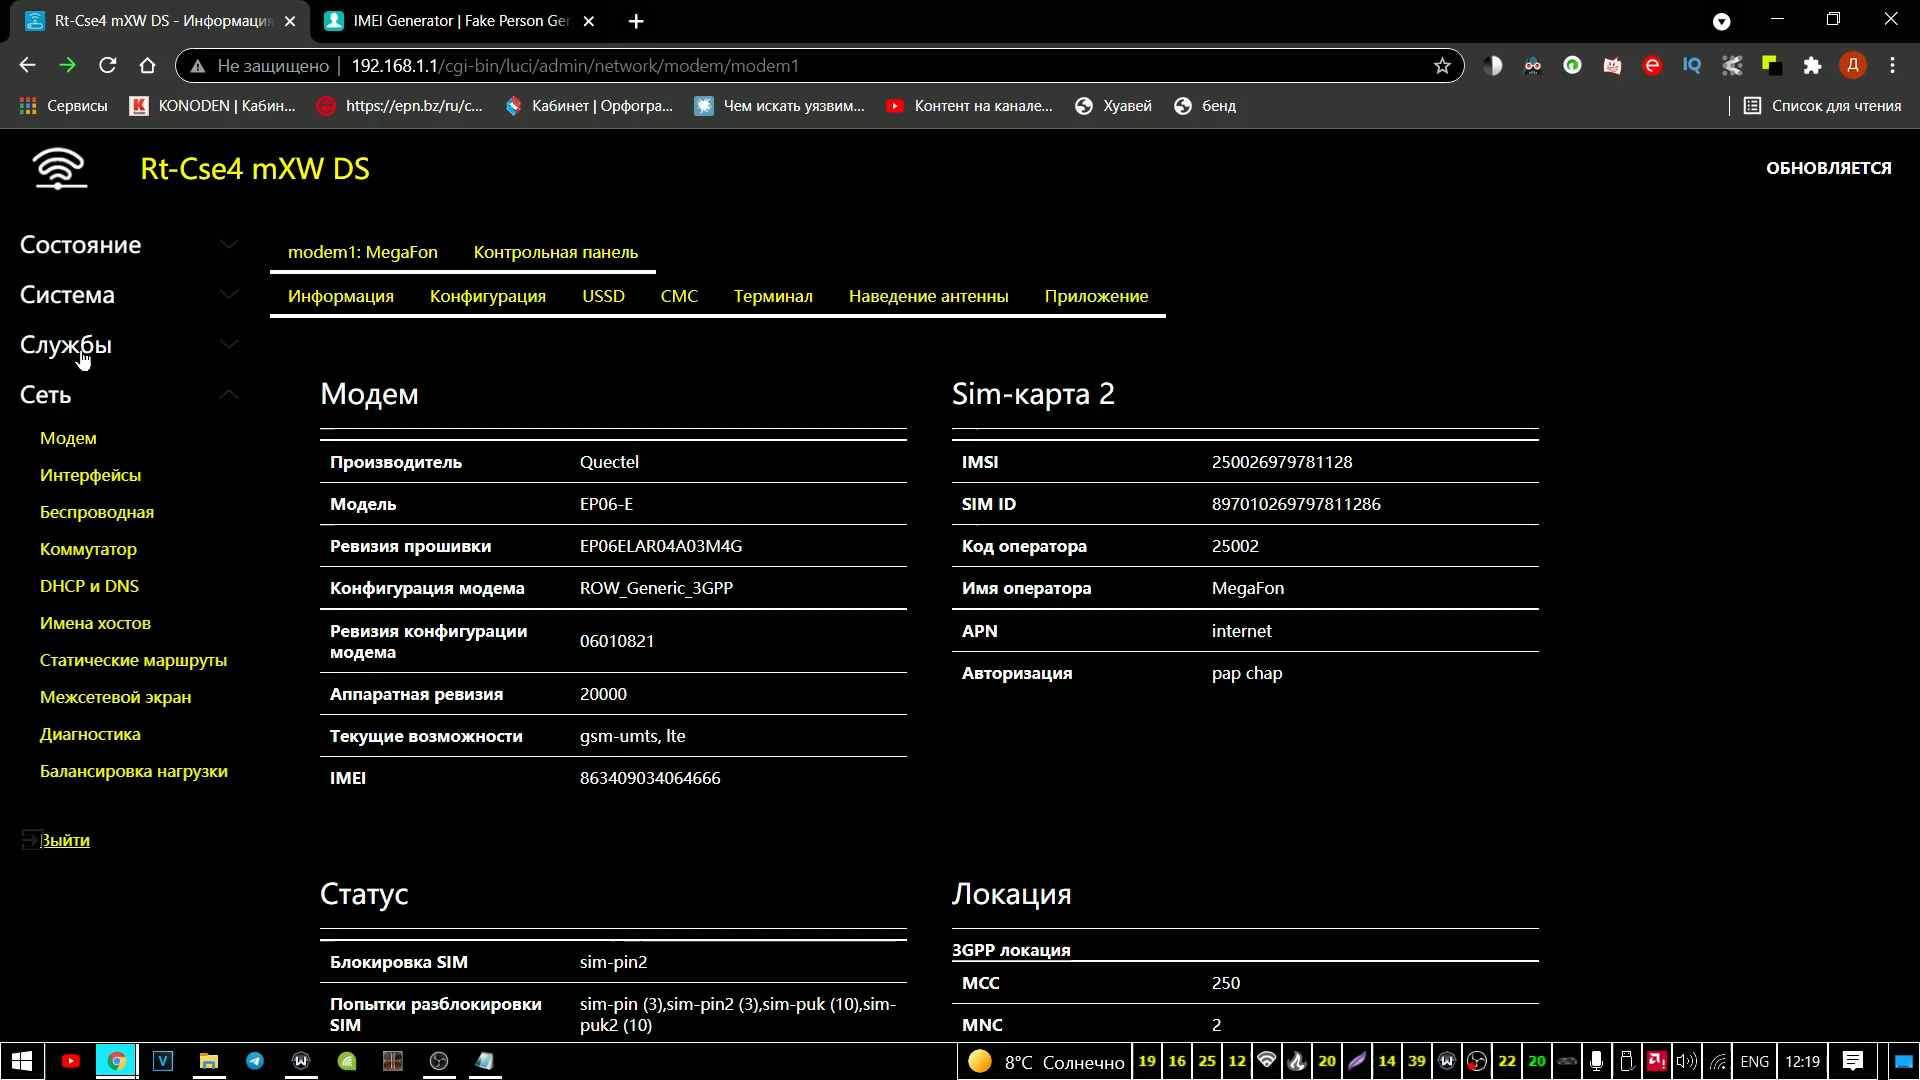 Rt-Cse4 mXW DS - Информация
IMEI Generator | Fake Person Ger
Не защищено
192.168.1.1/cgi-bin/luci/admin/network/modem/modem1
Сервисы
KONODEN | Кабин...
https://epn.bz/ru/c...
Кабинет | Орфогра...
Чем искать уязвим...
Контент на канале...
Хуавей
бенд
Список для чтения
Rt-Cse4 mXW DS
ОБНОВЛЯЕТСЯ
Состояние
Система
Службы
Сеть
Модем
Интерфейсы
Беспроводная
Коммутатор
DHCP и DNS
Имена хостов
Статические маршруты
Межсетевой экран
Диагностика
Балансировка нагрузки
Выйти
modem1: MegaFon
Контрольная панель
Информация
Конфигурация
USSD
СМС
Терминал
Наведение антенны
Приложение
Модем
Производитель Quectel
Модель EP06-E
Ревизия прошивки EP06ELAR04A03M4G
Конфигурация модема ROW_Generic_3GPP
Ревизия конфигурации
модема 06010821
Аппаратная ревизия 20000
Текущие возможности gsm-umts, lte
IMEI 863409034064666
Sim-карта 2
IMSI 250026979781128
SIM ID 897010269797811286
Код оператора 25002
Имя оператора MegaFon
APN internet
Авторизация pap chap
Статус
Блокировка SIM sim-pin2
Попытки разблокировки sim-pin (3),sim-pin2 (3),sim-puk (10),sim-
SIM puk2 (10)
Локация
3GPP локация
MCC 250
MNC 2
8°C Солнечно
19 16 25 12 20 14 39 22 20
ENG
12:19